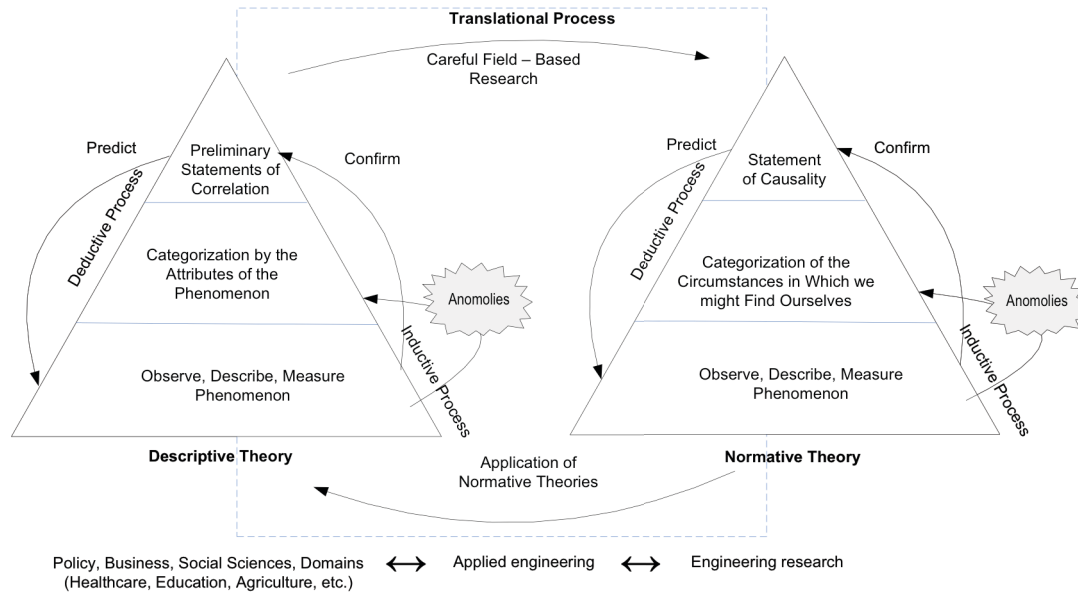 Translational Process
Careful Field – Based
Research
Predict
Deductive Process
Preliminary
Statements of
Correlation
Confirm
Categorization by the
Attributes of the
Phenomenon
Anomolies
Inductive Process
Observe, Describe, Measure
Phenomenon
Descriptive Theory
Predict
Deductive Process
Statement
of Causality
Confirm
Categorization of the
Circumstances in Which we
might Find Ourselves
Anomolies
Inductive Process
Observe, Describe, Measure
Phenomenon
Normative Theory
Application of
Normative Theories
Policy, Business, Social Sciences, Domains
(Healthcare, Education, Agriculture, etc.)
Applied engineering
Engineering research